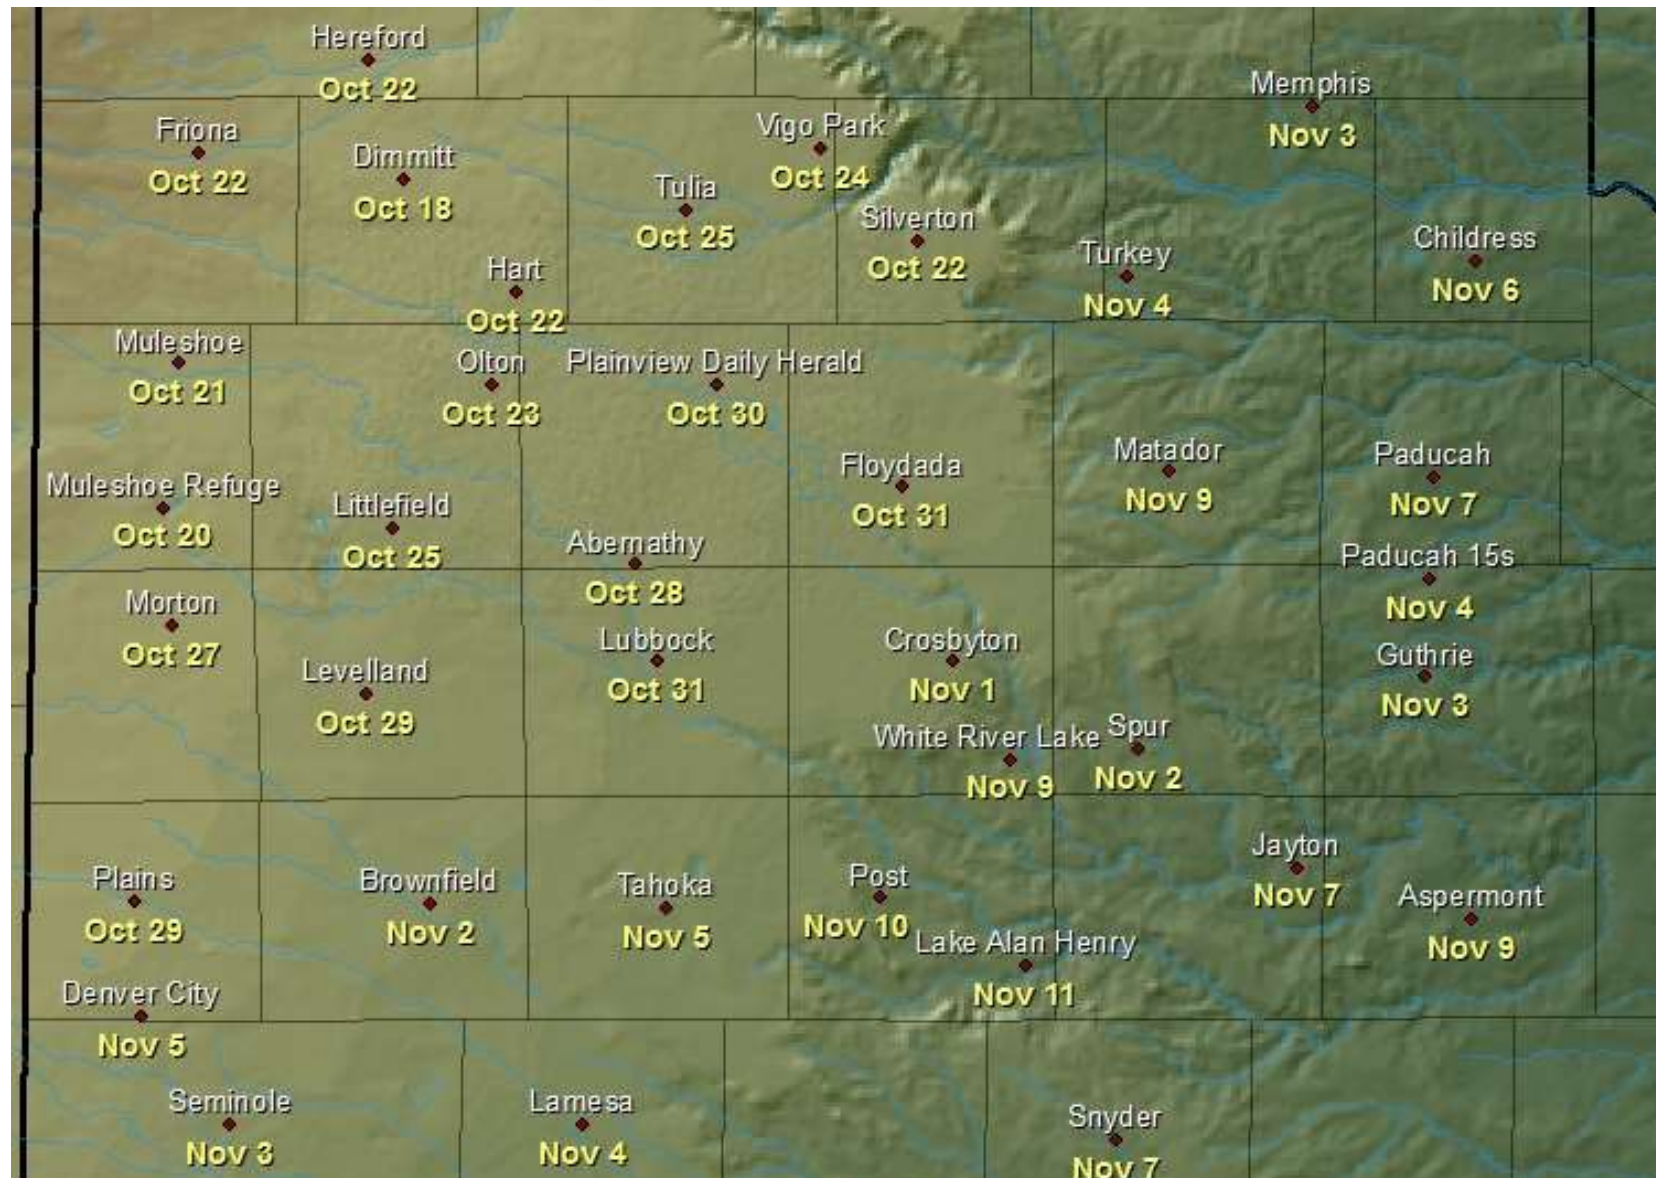 Hereford
Oct 22
Memphis
Nov 3
Friona
Oct 22
Dimmitt
Oct 18
Vigo Park
Oct 24
Tulia
Oct 25
Silverton
Oct 22
Turkey
Nov 4
Childress
Nov 6
Hart
Oct 22
Muleshoe
Oct 21
Olton
Oct 23
Plainview Daily Herald
Oct 30
Floydada
Oct 31
Matador
Nov 9
Paducah
Nov 7
Muleshoe Refuge
Oct 20
Littlefield
Oct 25
Abernathy
Oct 28
Paducah 15s
Nov 4
Morton
Oct 27
Lubbock
Oct 31
Crosbyton
Nov 1
Guthrie
Nov 3
Levelland
Oct 29
White River Lake
Nov 9
Spur
Nov 2
Jayton
Nov 7
Plains
Oct 29
Brownfield
Nov 2
Tahoka
Nov 5
Post
Nov 10
Aspermont
Nov 9
Lake Alan Henry
Nov 11
Denver City
Nov 5
Seminole
Nov 3
Lamesa
Nov 4
Snyder
Nov 7